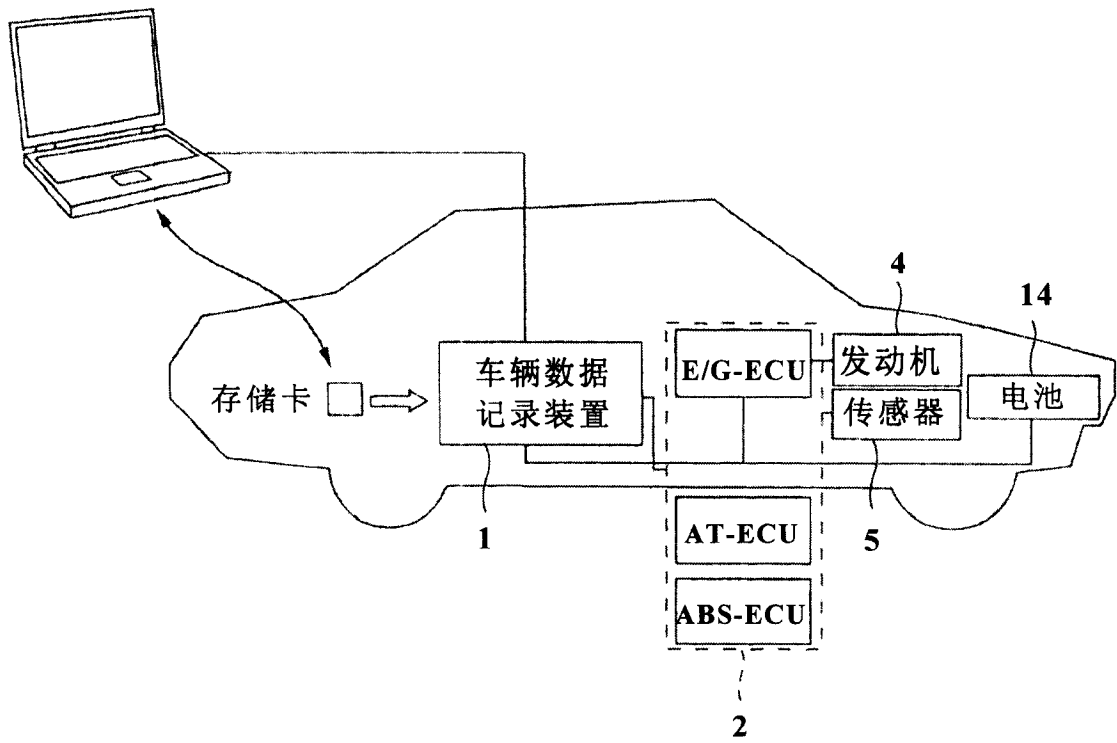 4
14
E/G-ECU
发动机
车辆数据
记录装置
存储卡
传感器
电池
1
AT-ECU
5
ABS-ECU
2